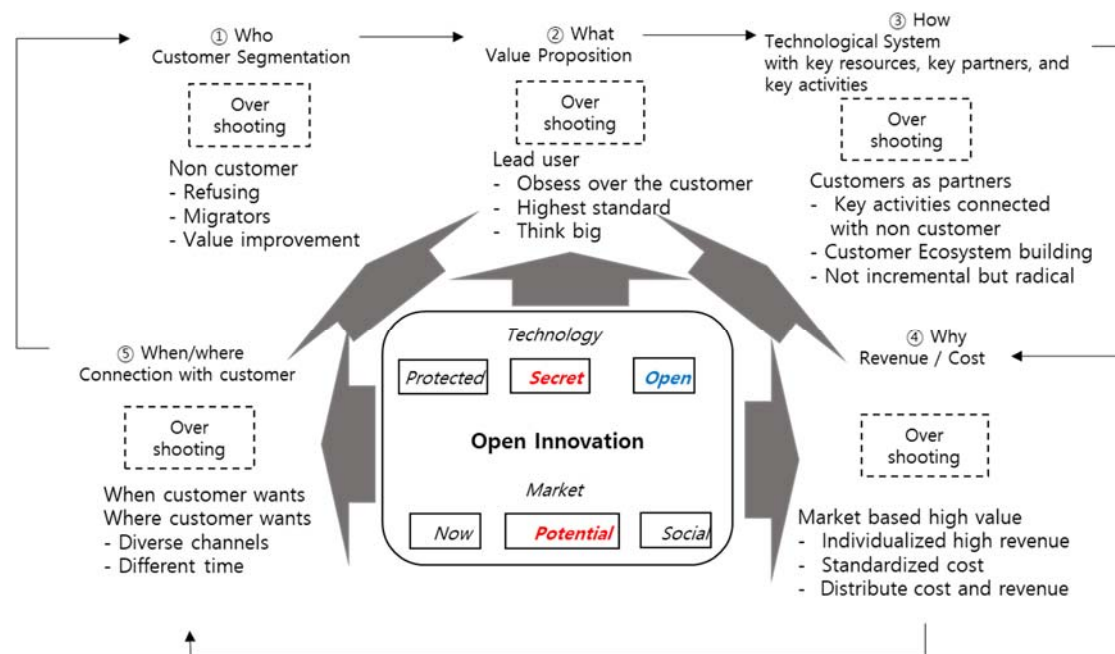 ① Who
Customer Segmentation
Over
shooting
Non customer
- Refusing
- Migrators
- Value improvement
② What
Value Proposition
Over
shooting
Lead user
- Obsess over the customer
- Highest standard
- Think big
③ How
Technological System
with key resources, key partners, and
key activities
Over
shooting
Customers as partners
- Key activities connected
with non customer
- Customer Ecosystem building
- Not incremental but radical
④ Why
Revenue / Cost
Over
shooting
Market based high value
- Individualized high revenue
- Standardized cost
- Distribute cost and revenue
⑤ When/where
Connection with customer
Over
shooting
When customer wants
Where customer wants
- Diverse channels
- Different time
Technology
Protected
Secret
Open
Open Innovation
Market
Now
Potential
Social